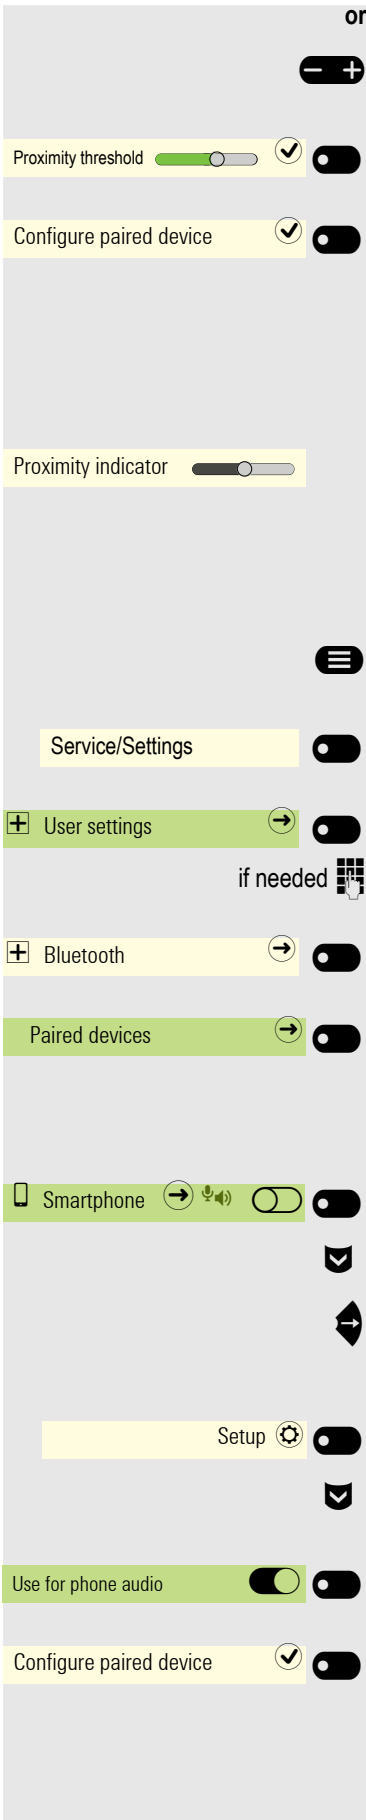 or
Proximity threshold
Configure paired device
Proximity indicator
Service/Settings
User settings
if needed
Bluetooth
Paired devices
Smartphone
Setup
Use for phone audio
Configure paired device